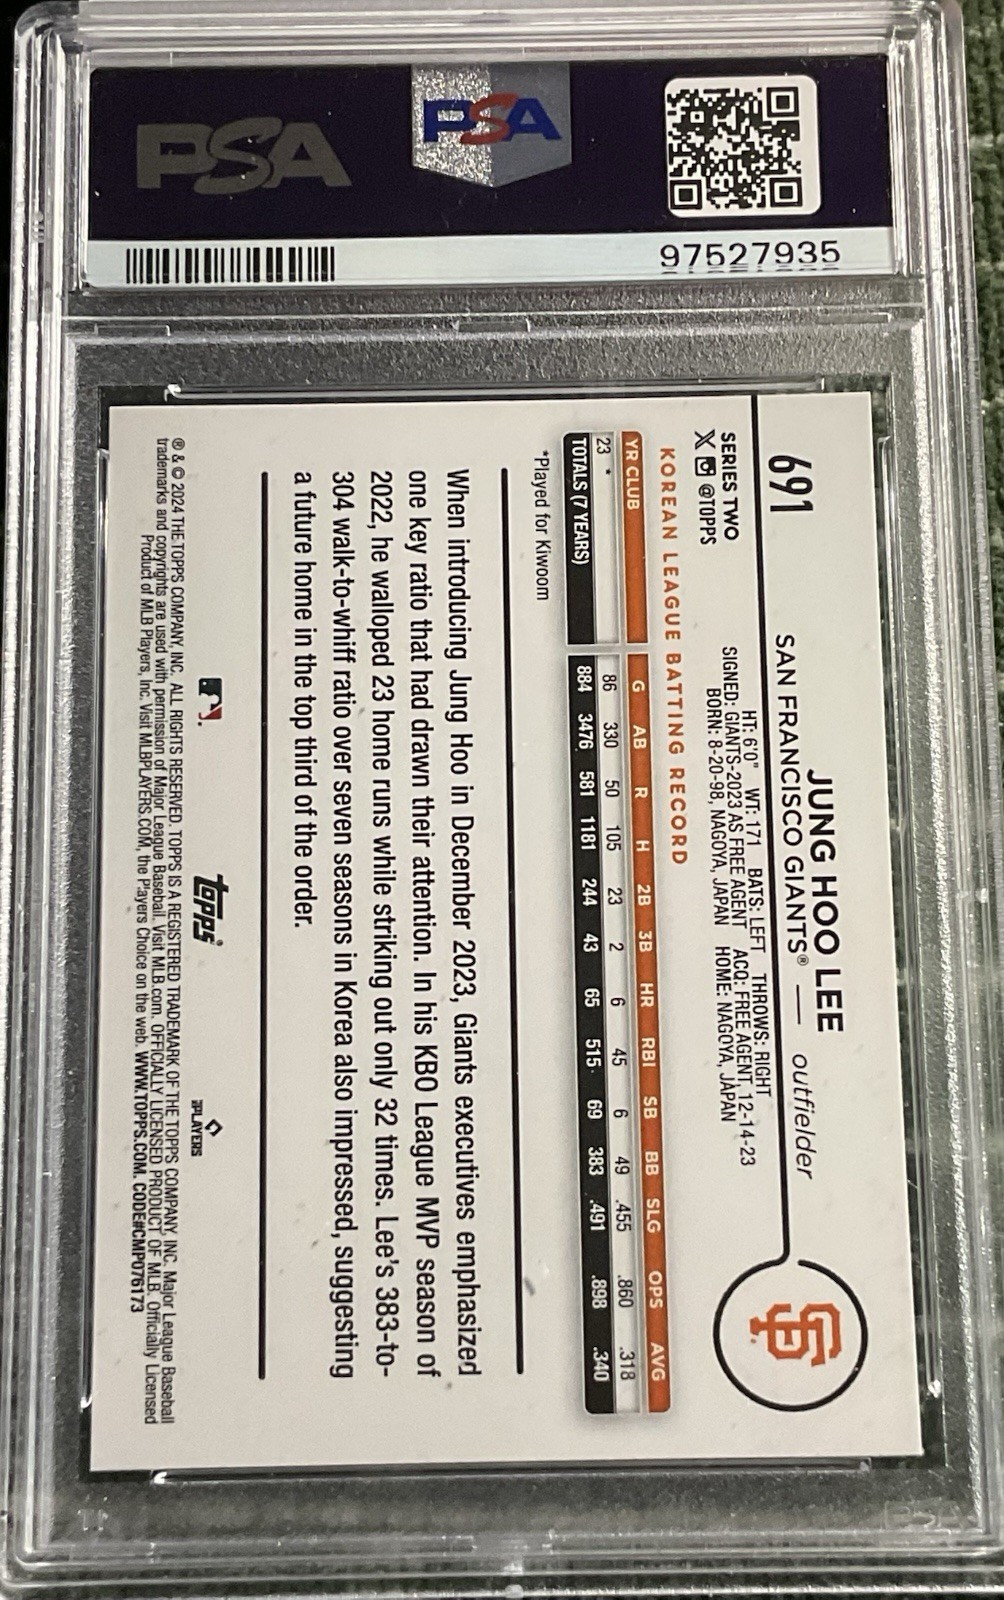 PSA
PSA
97527935
691
JUNG HOO LEE
SAN FRANCISCO GIANTS® — outfielder
SF
SERIES TWO
@TOPPS
HT: 6'0" WT: 171 BATS: LEFT THROWS: RIGHT
SIGNED: GIANTS-2023 AS FREE AGENT ACQ: FREE AGENT, 12-14-23
BORN: 8-20-98, NAGOYA, JAPAN HOME: NAGOYA, JAPAN
KOREAN LEAGUE BATTING RECORD
YR CLUB G AB R H 2B 3B HR RBI SB BB SLG OPS AVG
23 * 86 330 50 105 23 2 6 45 6 49 .455 .860 .318
TOTALS (7 YEARS) 884 3476 581 1181 244 43 65 515 69 383 .491 .898 .340
*Played for Kiwoom
When introducing Jung Hoo in December 2023, Giants executives emphasized
one key ratio that had drawn their attention. In his KBO League MVP season of
2022, he walloped 23 home runs while striking out only 32 times. Lee's 383-to-
304 walk-to-whiff ratio over seven seasons in Korea also impressed, suggesting
a future home in the top third of the order.
topps
PLAYERS
® & © 2024 THE TOPPS COMPANY, INC. ALL RIGHTS RESERVED. TOPPS IS A REGISTERED TRADEMARK OF THE TOPPS COMPANY, INC. Major League Baseball
trademarks and copyrights are used with permission of Major League Baseball. Visit MLB.com. OFFICIALLY LICENSED PRODUCT OF MLB. Officially Licensed
Product of MLB Players, Inc. Visit MLBPLAYERS.COM, the Players Choice on the web. WWW.TOPPS.COM. CODE#CMP076173
PSA